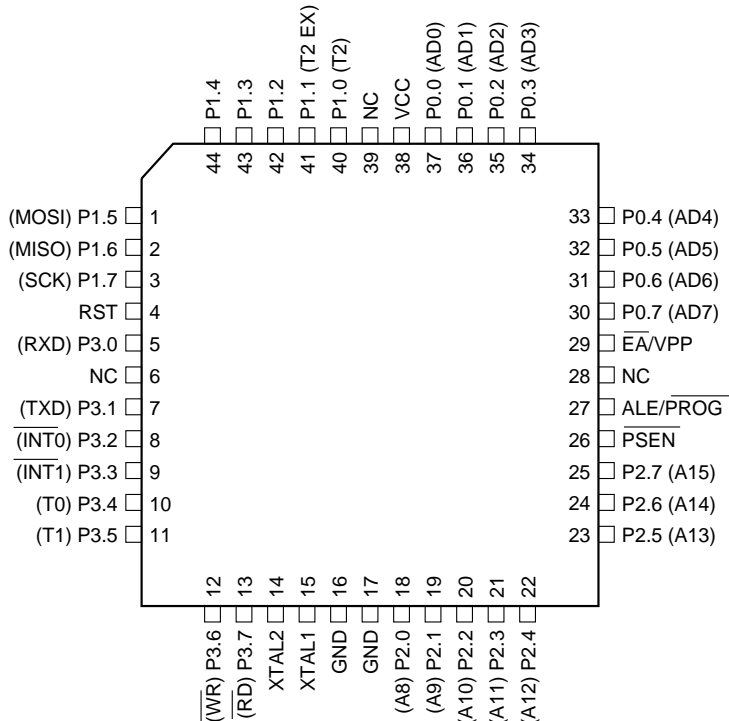 P1.4
P1.3
P1.2
P1.1 (T2 EX)
P1.0 (T2)
NC
VCC
P0.0 (AD0)
P0.1 (AD1)
P0.2 (AD2)
P0.3 (AD3)
44
43
42
41
40
39
38
37
36
35
34
(MOSI) P1.5 1
(MISO) P1.6 2
(SCK) P1.7 3
RST 4
(RXD) P3.0 5
NC 6
(TXD) P3.1 7
(INT0) P3.2 8
(INT1) P3.3 9
(T0) P3.4 10
(T1) P3.5 11
33 P0.4 (AD4)
32 P0.5 (AD5)
31 P0.6 (AD6)
30 P0.7 (AD7)
29 EA/VPP
28 NC
27 ALE/PROG
26 PSEN
25 P2.7 (A15)
24 P2.6 (A14)
23 P2.5 (A13)
12
13
14
15
16
17
18
19
20
21
22
(WR) P3.6
(RD) P3.7
XTAL2
XTAL1
GND
GND
(A8) P2.0
(A9) P2.1
(A10) P2.2
(A11) P2.3
(A12) P2.4